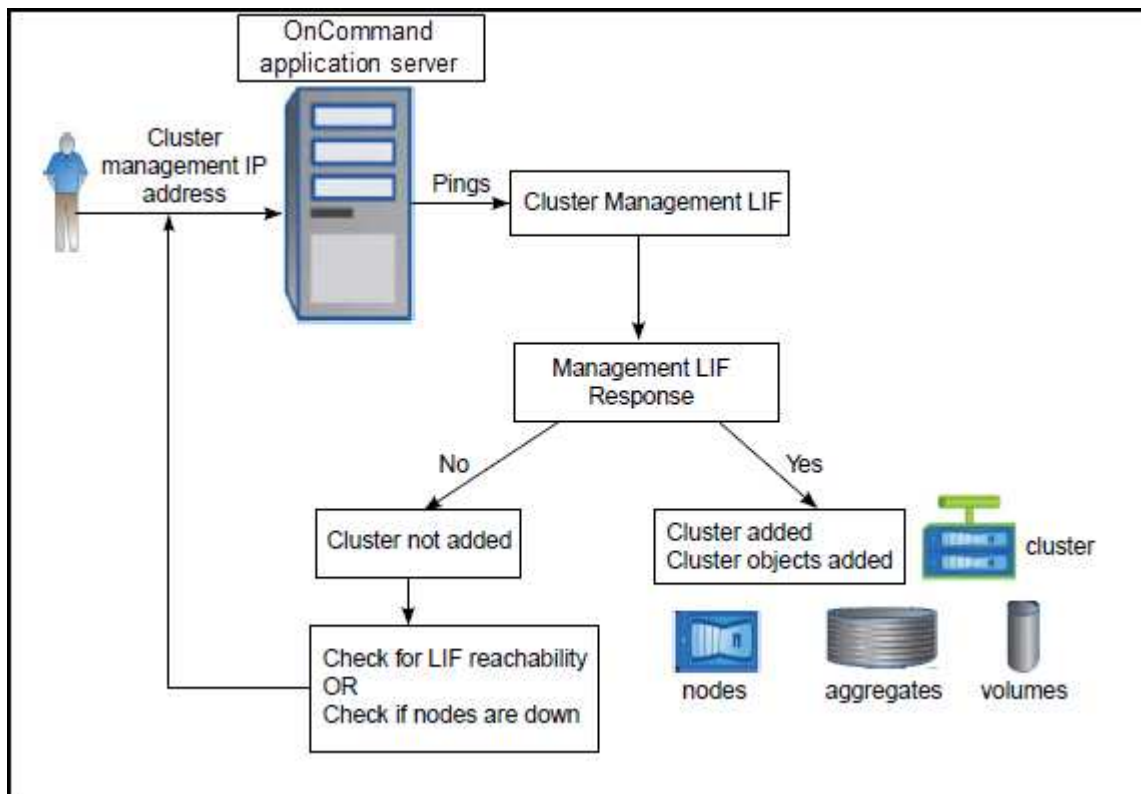 OnCommand
application server
Cluster
management IP
address
Pings
Cluster Management LIF
Management LIF
Response
No
Yes
Cluster not added
Cluster added
Cluster objects added
cluster
Check for LIF reachability
OR
Check if nodes are down
nodes
aggregates
volumes